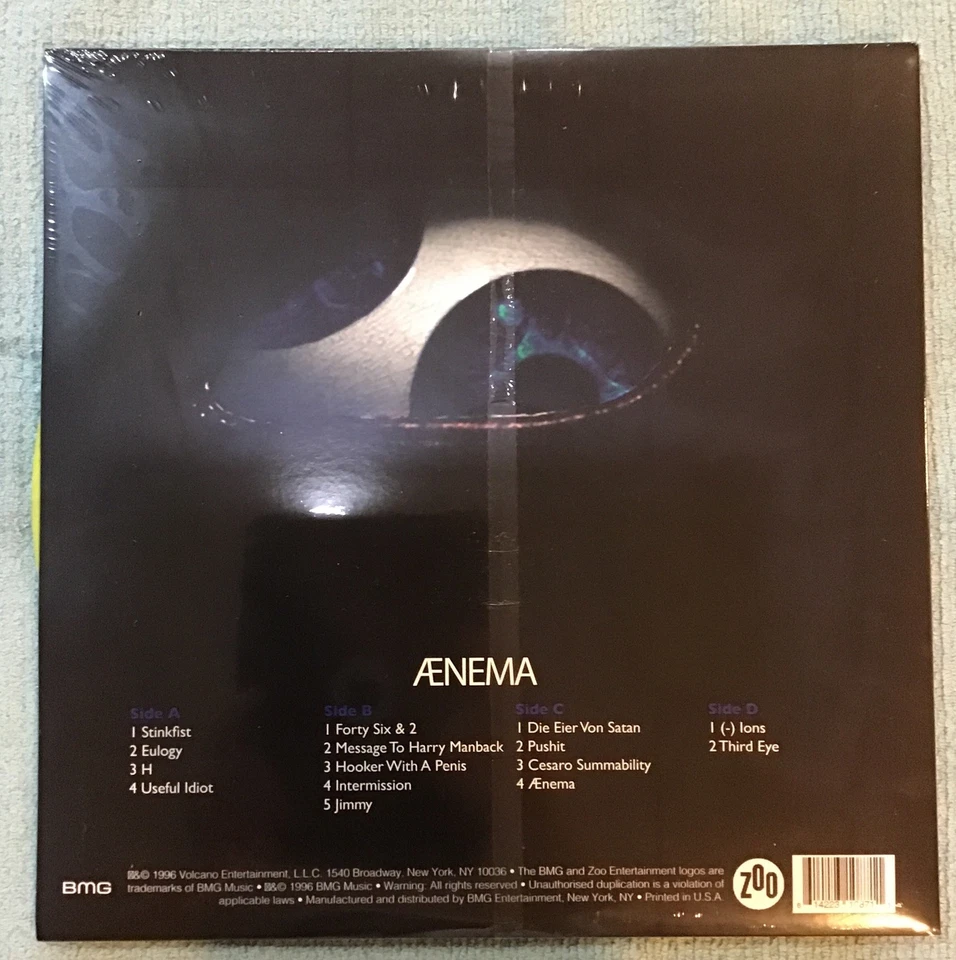 ÆNEMA
Side A
1 Stinkfist
2 Eulogy
3 H
4 Useful Idiot
Side B
1 Forty Six & 2
2 Message To Harry Manback
3 Hooker With A Penis
4 Intermission
5 Jimmy
Side C
1 Die Eier Von Satan
2 Pushit
3 Cesaro Summability
4 Ænema
Side D
1 (-) Ions
2 Third Eye
BMG
&© 1996 Volcano Entertainment, L.L.C. 1540 Broadway, New York, NY 10036 • The BMG and Zoo Entertainment logos are
trademarks of BMG Music • &© 1996 BMG Music • Warning: All rights reserved • Unauthorised duplication is a violation of
applicable laws • Manufactured and distributed by BMG Entertainment, New York, NY • Printed in U.S.A.
ZOO